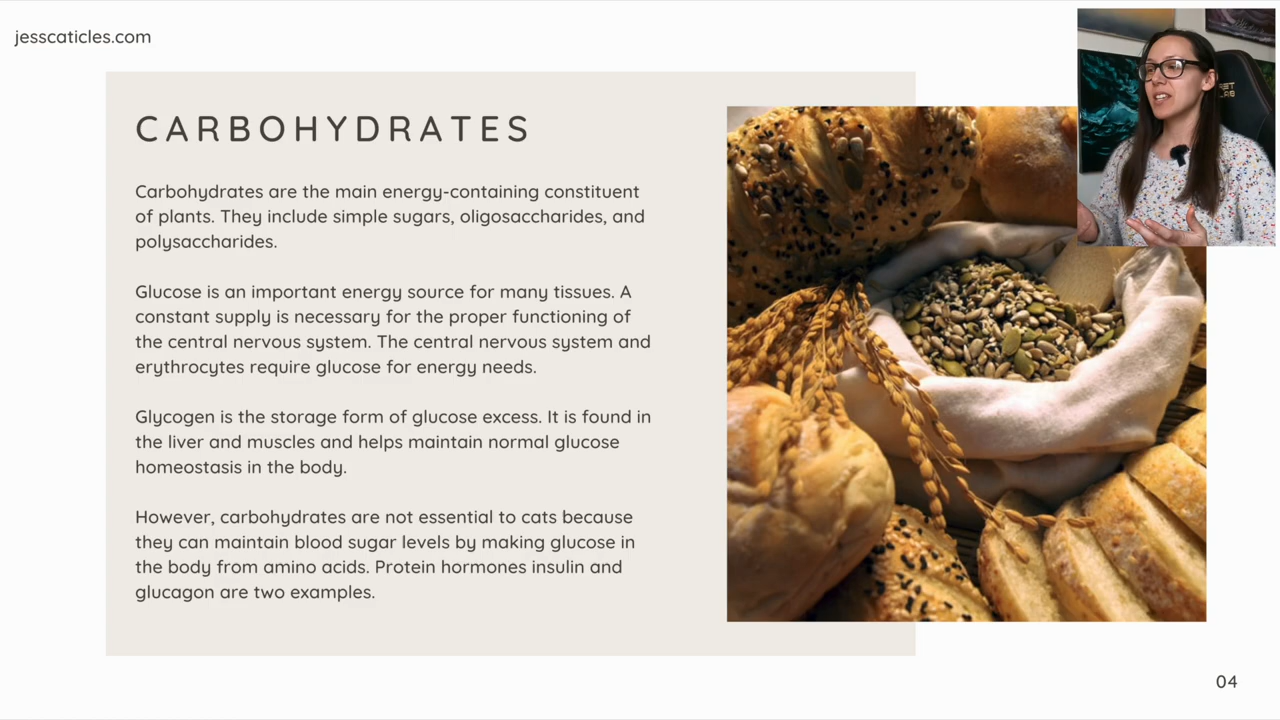 jesscaticles.com
CARBOHYDRATES
Carbohydrates are the main energy-containing constituent
of plants. They include simple sugars, oligosaccharides, and
polysaccharides.
Glucose is an important energy source for many tissues. A
constant supply is necessary for the proper functioning of
the central nervous system. The central nervous system and
erythrocytes require glucose for energy needs.
Glycogen is the storage form of glucose excess. It is found in
the liver and muscles and helps maintain normal glucose
homeostasis in the body.
However, carbohydrates are not essential to cats because
they can maintain blood sugar levels by making glucose in
the body from amino acids. Protein hormones insulin and
glucagon are two examples.
04